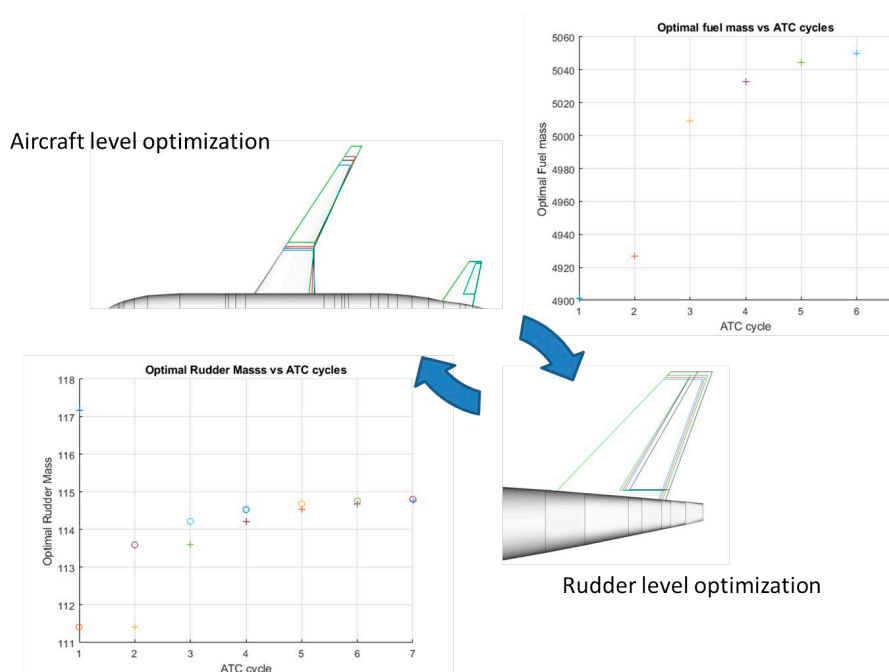 Optimal fuel mass vs ATC cycles
5060
5040
5020
5000
4980
4960
4940
4920
4900
Optimal Fuel mass
1 2 3 4 5 6
ATC cycle
Aircraft level optimization
Optimal Rudder Masss vs ATC cycles
118
117
116
115
114
113
112
111
Optimal Rudder Mass
1 2 3 4 5 6 7
ATC cycle
Rudder level optimization